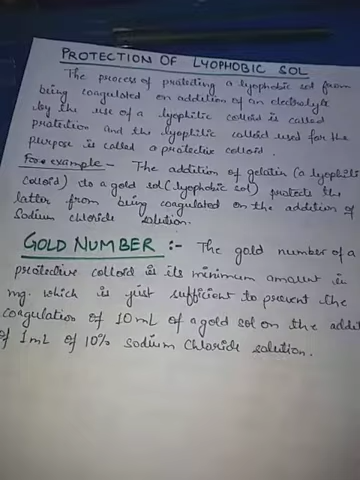 PROTECTION OF LYOPHOBIC SOL
The process of protecting a lyophobic sol from
being coagulated on addition of an electrolyte
by the use of a lyophilic colloid is called
protection and the lyophilic colloid used for the
purpose is called a protective colloid.
For example - The addition of gelatin (a lyophilic
colloid) to a gold sol (lyophobic sol) protects the
latter from being coagulated on the addition of
Sodium chloride solution.
GOLD NUMBER :- The gold number of a
protective colloid is its minimum amount in
mg. which is just sufficient to prevent the
coagulation of 10 mL of a gold sol on the addit
of 1mL of 10% Sodium Chloride solution.